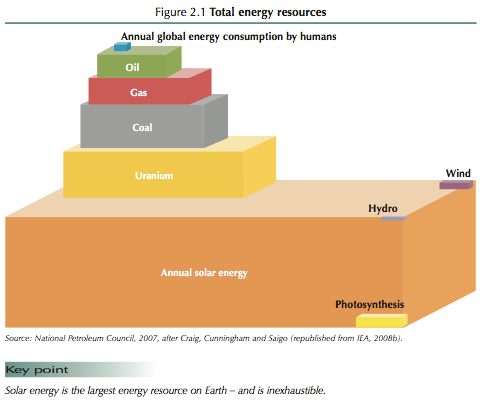 Figure 2.1 Total energy resources
Annual global energy consumption by humans
Oil
Gas
Coal
Uranium
Wind
Hydro
Annual solar energy
Photosynthesis
Source: National Petroleum Council, 2007, after Craig, Cunningham and Saigo (republished from IEA, 2008b).
Key point
Solar energy is the largest energy resource on Earth – and is inexhaustible.